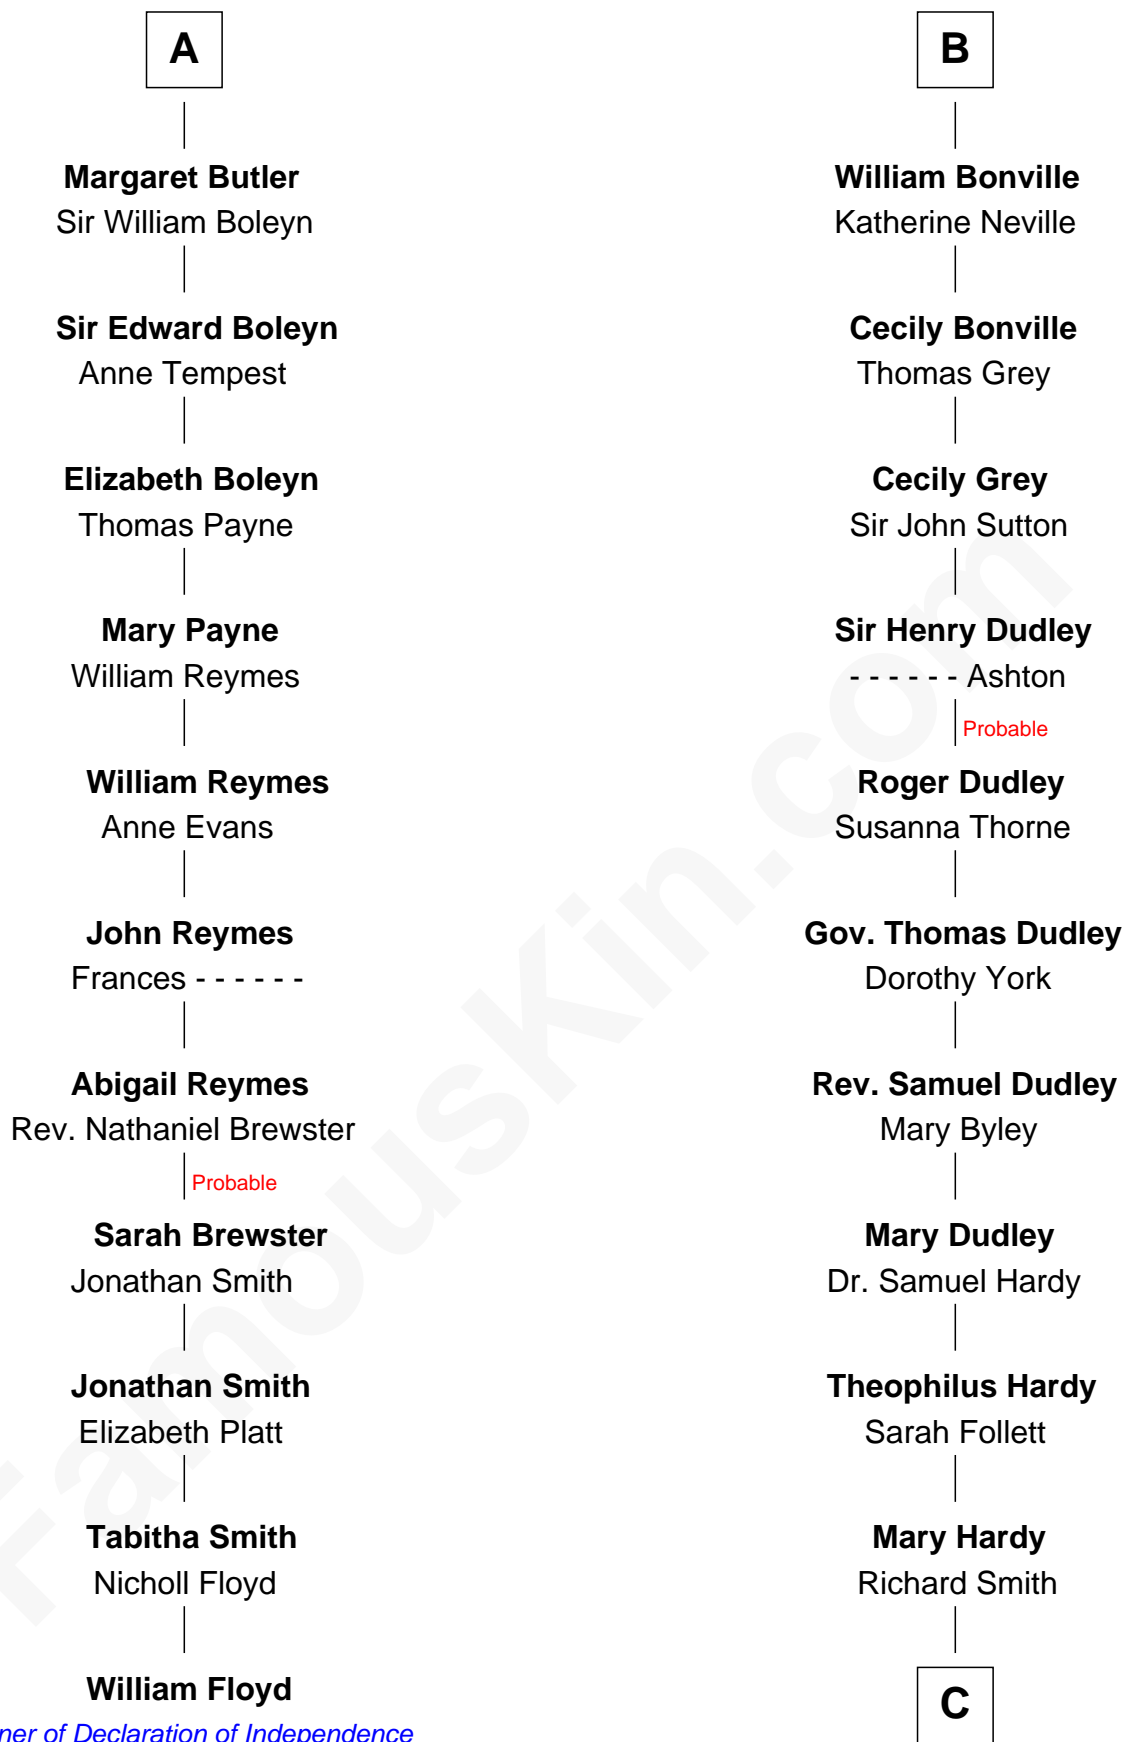 A
Margaret Butler
Sir William Boleyn
Sir Edward Boleyn
Anne Tempest
Elizabeth Boleyn
Thomas Payne
Mary Payne
William Reymes
William Reymes
Anne Evans
John Reymes
Frances - - - - - -
Abigail Reymes
Rev. Nathaniel Brewster
Probable
Sarah Brewster
Jonathan Smith
Jonathan Smith
Elizabeth Platt
Tabitha Smith
Nicholl Floyd
William Floyd
ner of Declaration of Independence
B
William Bonville
Katherine Neville
Cecily Bonville
Thomas Grey
Cecily Grey
Sir John Sutton
Sir Henry Dudley
- - - - - - Ashton
Probable
Roger Dudley
Susanna Thorne
Gov. Thomas Dudley
Dorothy York
Rev. Samuel Dudley
Mary Byley
Mary Dudley
Dr. Samuel Hardy
Theophilus Hardy
Sarah Follett
Mary Hardy
Richard Smith
C
FamousKin.com